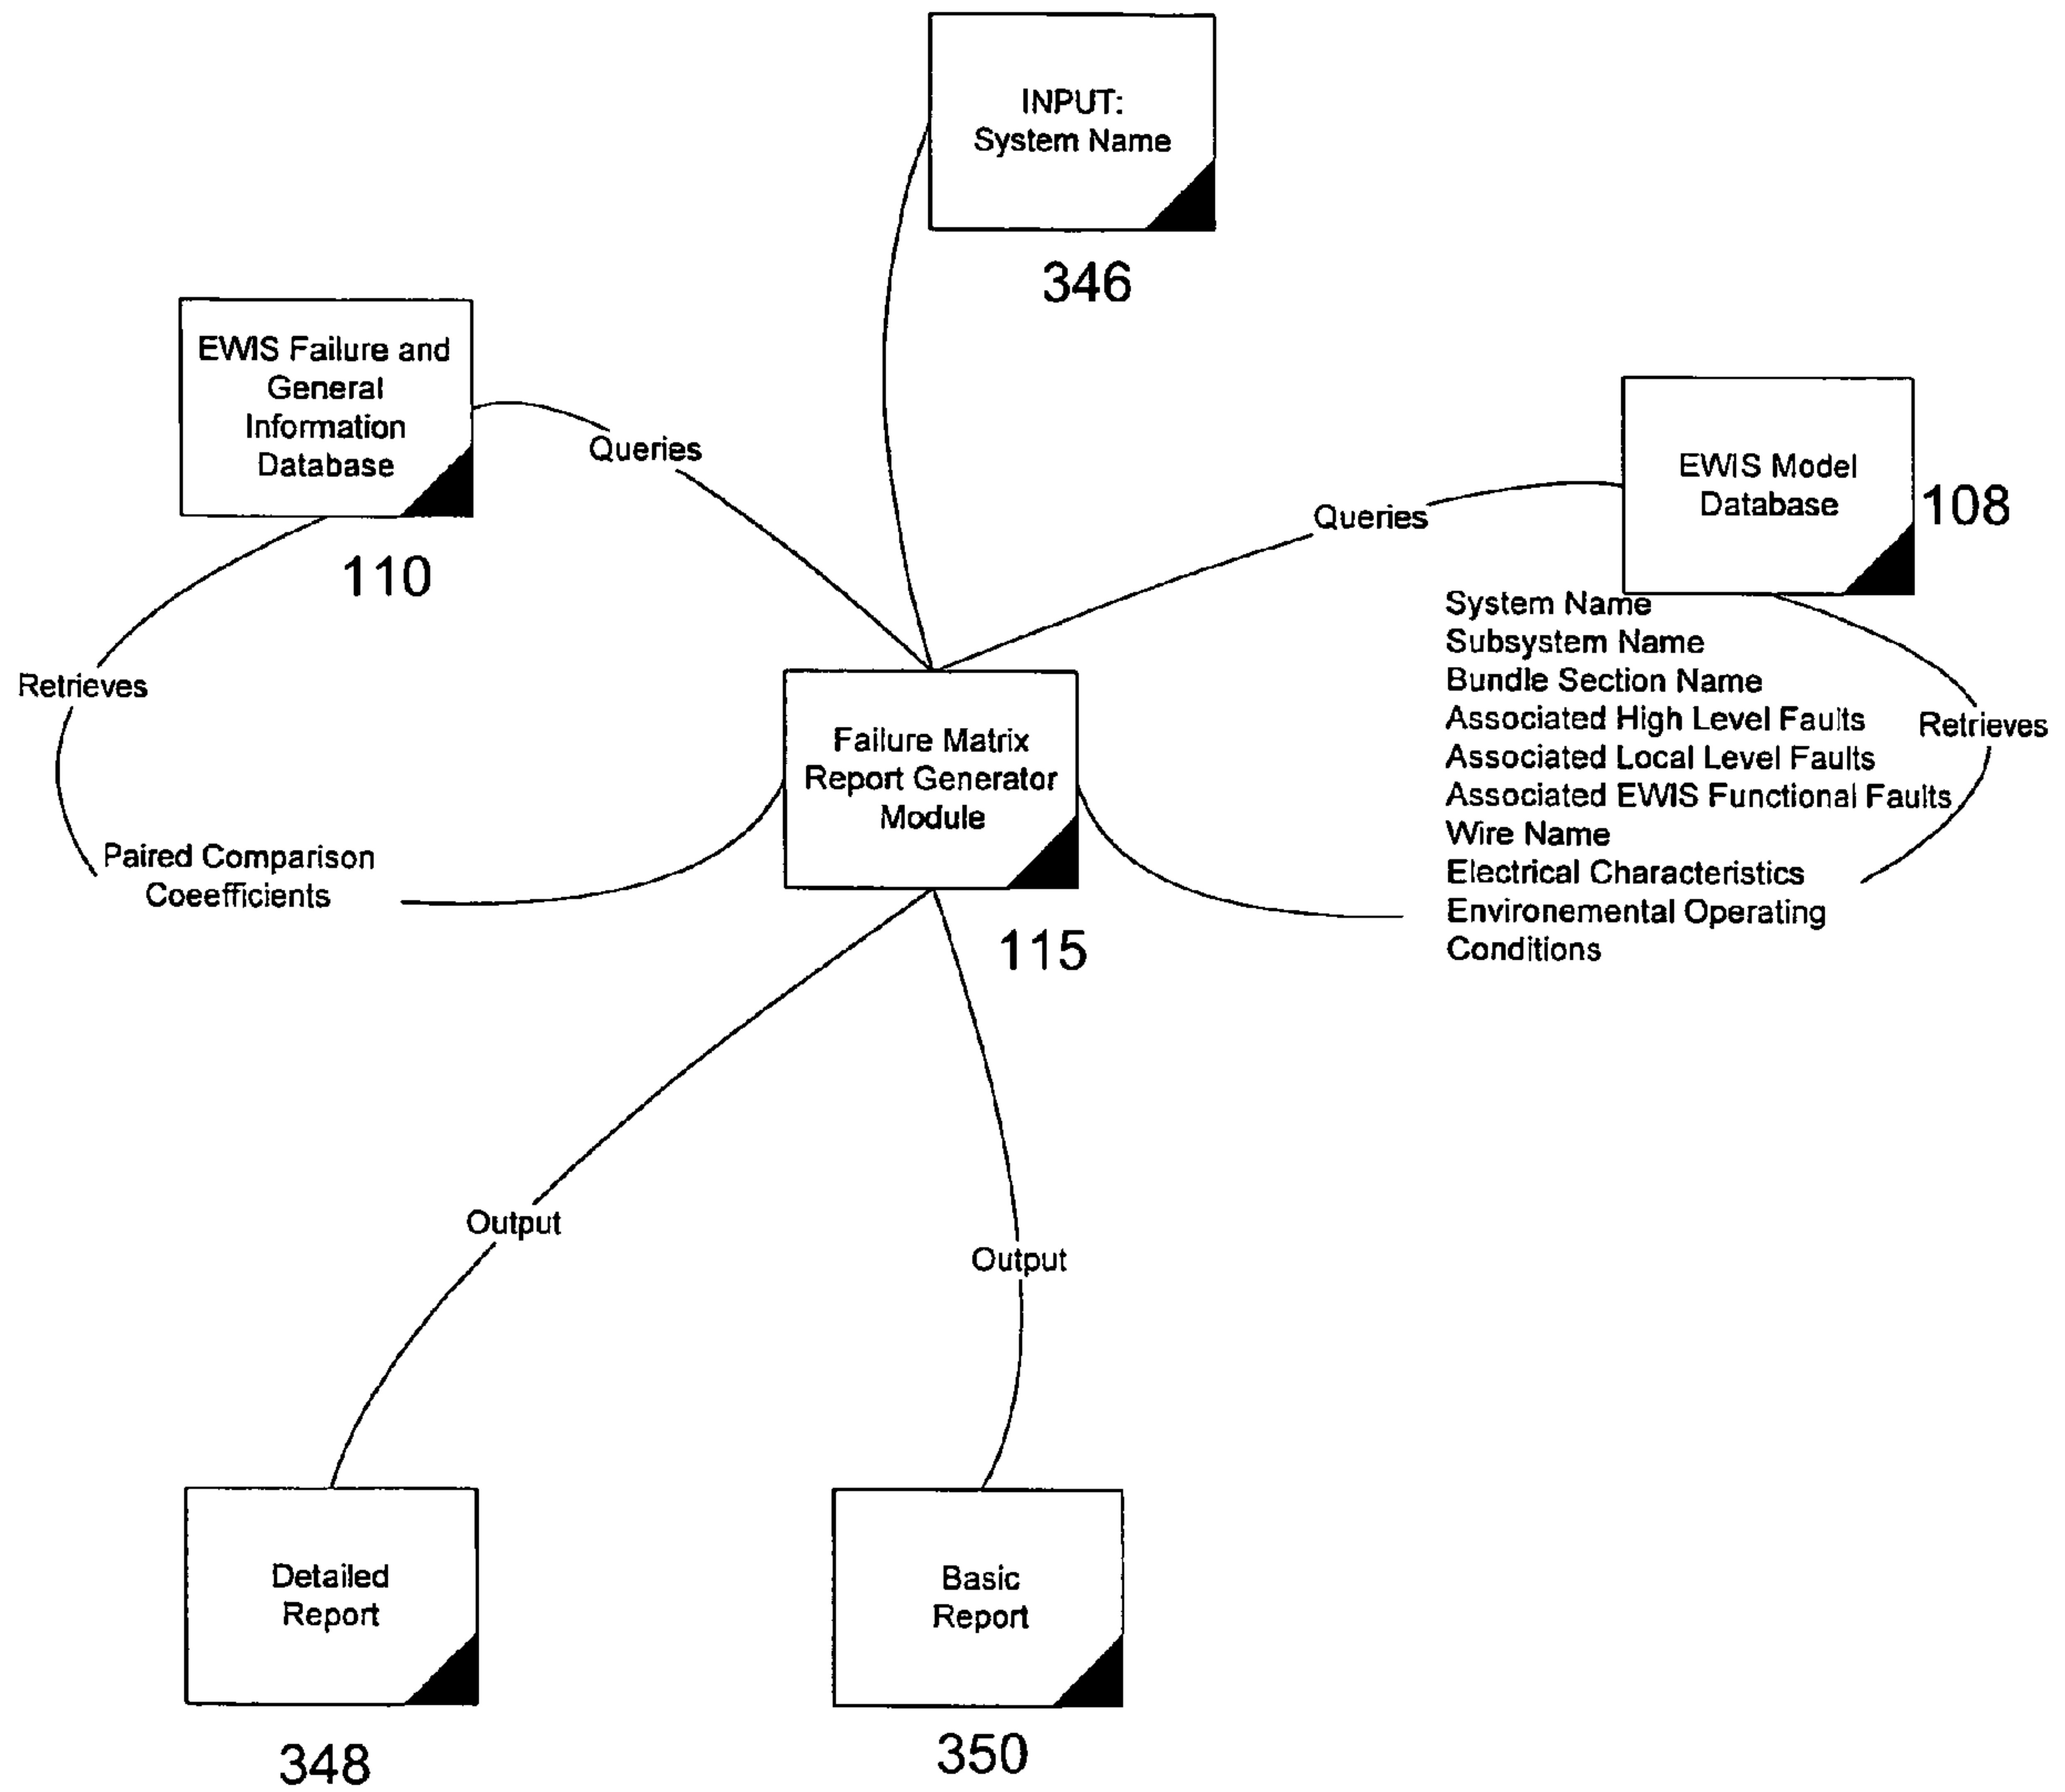 INPUT:
System Name
346
EWIS Failure and
General
Information
Database
110
Queries
EWIS Model
Database
108
Queries
Retrieves
Paired Comparison
Coeefficients
Failure Matrix
Report Generator
Module
115
System Name
Subsystem Name
Bundle Section Name
Associated High Level Faults
Associated Local Level Faults
Associated EWIS Functional Faults
Wire Name
Electrical Characteristics
Environemental Operating
Conditions
Retrieves
Output
Output
Detailed
Report
348
Basic
Report
350